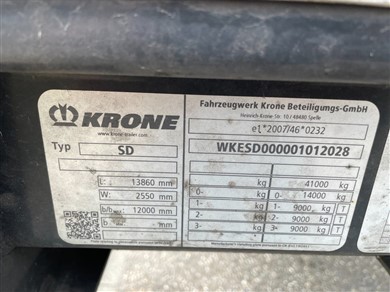 KRONE
www.krone-trailer.com
Typ SD
L: 13860 mm
W: 2550 mm
b/b₁ 12000 mm
b mm
Fahrzeugwerk Krone Beteiligungs-GmbH
Heinrich-Krone Str. 10 / 48480 Spelle
e1*2007/46*0232
WKESD000001012028
kg 41000 kg
0- kg 0- 14000 kg
1- kg 1- 9000 kg T
2- kg 2- 9000 kg T
3- kg 3- 9000 kg T